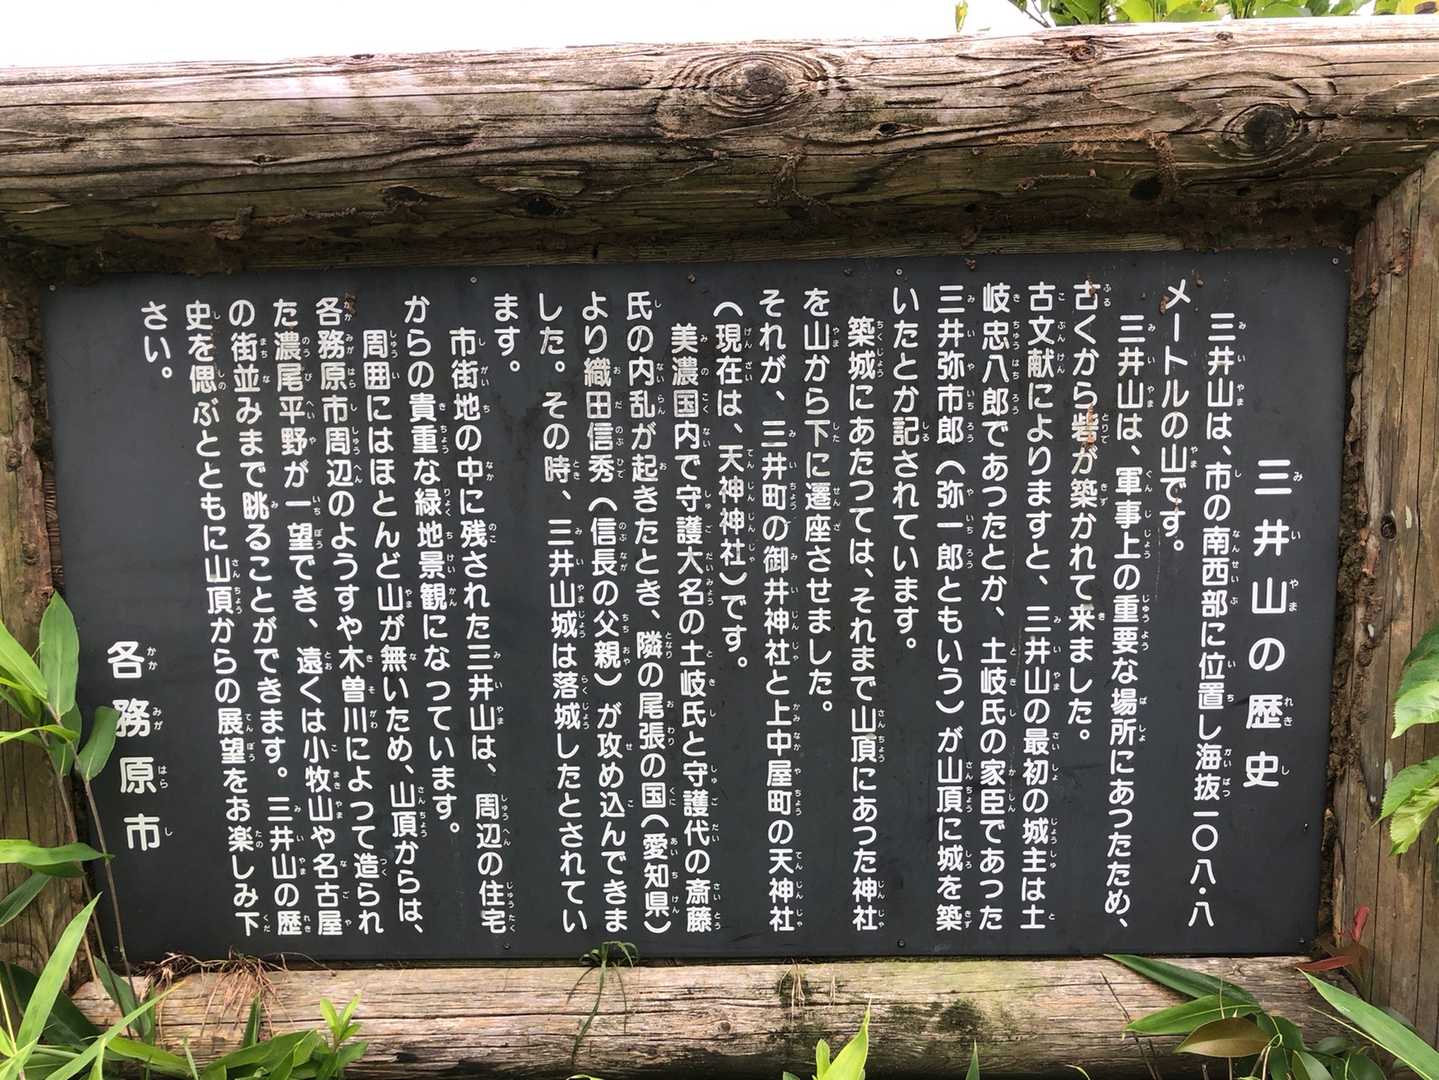 三井山の歴史
三井山は、市の南西部に位置し海抜一〇八・八
メートルの山です。
三井山は、軍事上の重要な場所にあつたため、
古くから砦が築かれて来ました。
古文献によりますと、三井山の最初の城主は土
岐忠八郎であつたとか、土岐氏の家臣であつた
三井弥市郎（弥一郎ともいう）が山頂に城を築
いたとか記されています。
築城にあたつては、それまで山頂にあつた神社
を山から下に遷座させました。
それが、三井町の御井神社と上中屋町の天神社
（現在は、天神神社）です。
美濃国内で守護大名の土岐氏と守護代の斎藤
氏の内乱が起きたとき、隣の尾張の国（愛知県）
より織田信秀（信長の父親）が攻め込んできま
した。その時、三井山城は落城したとされてい
ます。
市街地の中に残された三井山は、周辺の住宅
からの貴重な緑地景観になつています。
周囲にはほとんど山が無いため、山頂からは、
各務原市周辺のようすや木曽川によつて造られ
た濃尾平野が一望でき、遠くは小牧山や名古屋
の街並みまで眺ることができます。三井山の歴
史を偲ぶとともに山頂からの展望をお楽しみ下
さい。
各務原市